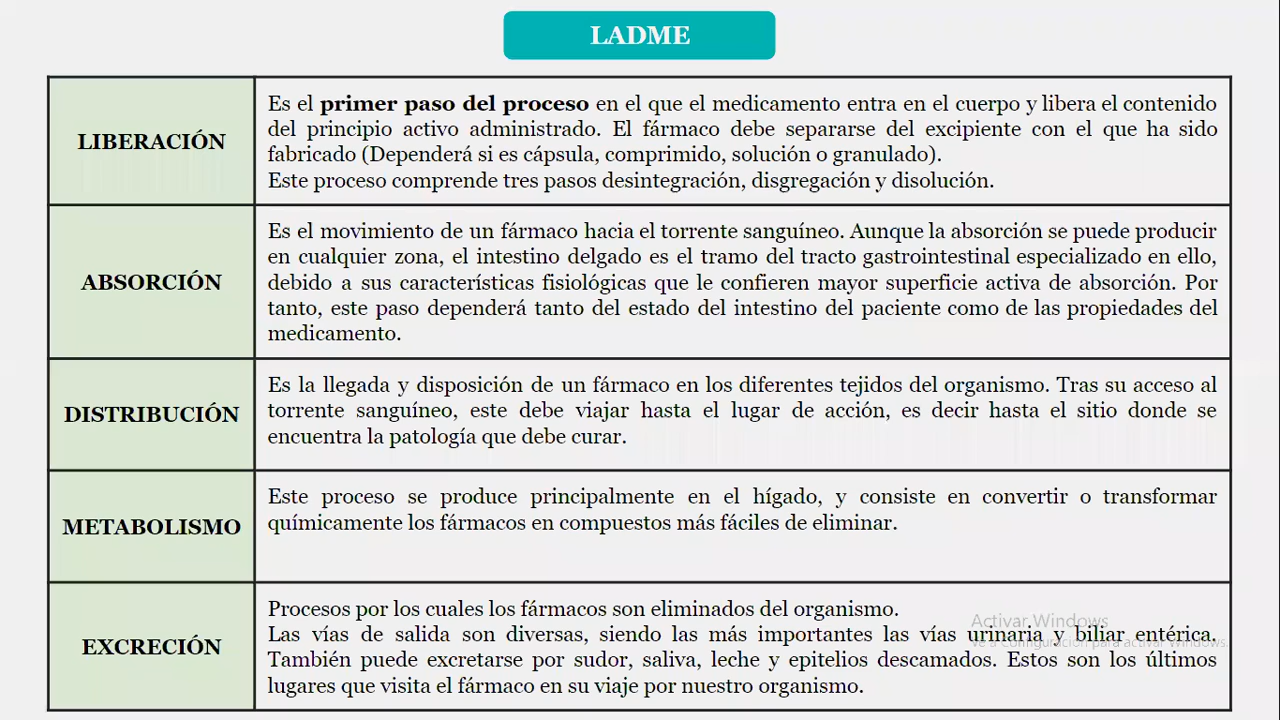 LADME
LIBERACIÓN
Es el primer paso del proceso en el que el medicamento entra en el cuerpo y libera el contenido
del principio activo administrado. El fármaco debe separarse del excipiente con el que ha sido
fabricado (Dependerá si es cápsula, comprimido, solución o granulado).
Este proceso comprende tres pasos desintegración, disgregación y disolución.
ABSORCIÓN
Es el movimiento de un fármaco hacia el torrente sanguíneo. Aunque la absorción se puede producir
en cualquier zona, el intestino delgado es el tramo del tracto gastrointestinal especializado en ello,
debido a sus características fisiológicas que le confieren mayor superficie activa de absorción. Por
tanto, este paso dependerá tanto del estado del intestino del paciente como de las propiedades del
medicamento.
DISTRIBUCIÓN
Es la llegada y disposición de un fármaco en los diferentes tejidos del organismo. Tras su acceso al
torrente sanguíneo, este debe viajar hasta el lugar de acción, es decir hasta el sitio donde se
encuentra la patología que debe curar.
METABOLISMO
Este proceso se produce principalmente en el hígado, y consiste en convertir o transformar
químicamente los fármacos en compuestos más fáciles de eliminar.
EXCRECIÓN
Procesos por los cuales los fármacos son eliminados del organismo.
Las vías de salida son diversas, siendo las más importantes las vías urinaria y biliar entérica.
También puede excretarse por sudor, saliva, leche y epitelios descamados. Estos son los últimos
lugares que visita el fármaco en su viaje por nuestro organismo.
Activar Windows
Ve a Configuración para activar Windows.